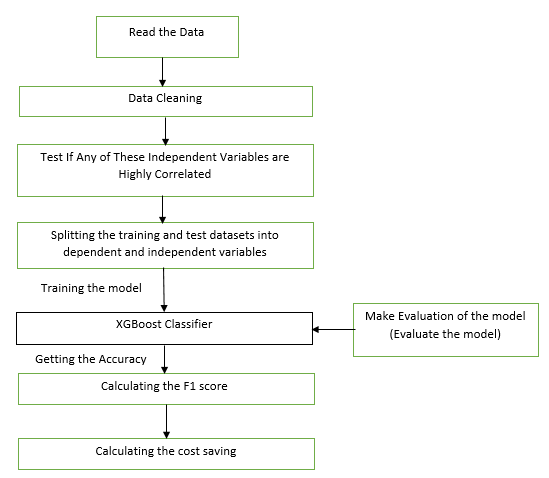 Read the Data
Data Cleaning
Test If Any of These Independent Variables are
Highly Correlated
Splitting the training and test datasets into
dependent and independent variables
Training the model
XGBoost Classifier
Make Evaluation of the model
(Evaluate the model)
Getting the Accuracy
Calculating the F1 score
Calculating the cost saving